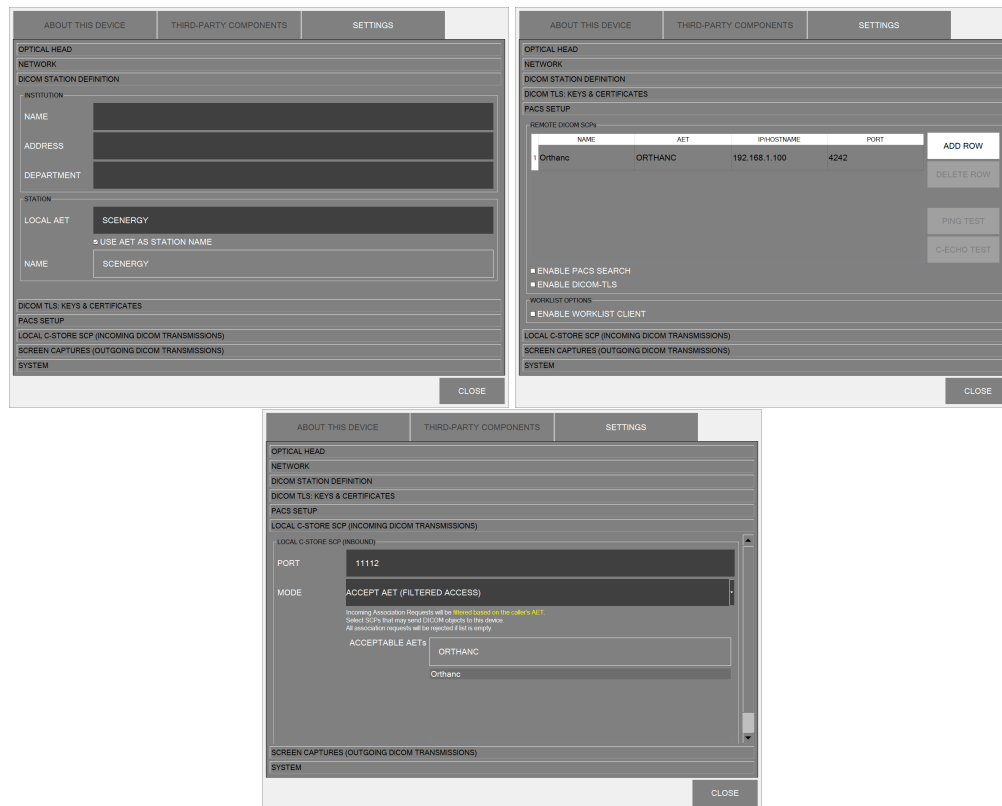 ABOUT THIS DEVICE THIRD-PARTY COMPONENTS SETTINGS
OPTICAL HEAD
NETWORK
DICOM STATION DEFINITION
INSTITUTION
NAME
ADDRESS
DEPARTMENT
STATION
LOCAL AET SCENERGY
USE AET AS STATION NAME
NAME SCENERGY
DICOM TLS: KEYS & CERTIFICATES
PACS SETUP
LOCAL C-STORE SCP (INCOMING DICOM TRANSMISSIONS)
SCREEN CAPTURES (OUTGOING DICOM TRANSMISSIONS)
SYSTEM
CLOSE
ABOUT THIS DEVICE THIRD-PARTY COMPONENTS SETTINGS
OPTICAL HEAD
NETWORK
DICOM STATION DEFINITION
DICOM TLS: KEYS & CERTIFICATES
PACS SETUP
REMOTE DICOM SCPs
NAME AET IP/HOSTNAME PORT
1 Orthanc ORTHANC 192.168.1.100 4242
ADD ROW
DELETE ROW
PING TEST
C-ECHO TEST
ENABLE PACS SEARCH
ENABLE DICOM-TLS
WORKLIST OPTIONS
ENABLE WORKLIST CLIENT
LOCAL C-STORE SCP (INCOMING DICOM TRANSMISSIONS)
SCREEN CAPTURES (OUTGOING DICOM TRANSMISSIONS)
SYSTEM
CLOSE
ABOUT THIS DEVICE THIRD-PARTY COMPONENTS SETTINGS
OPTICAL HEAD
NETWORK
DICOM STATION DEFINITION
DICOM TLS: KEYS & CERTIFICATES
PACS SETUP
LOCAL C-STORE SCP (INCOMING DICOM TRANSMISSIONS)
LOCAL C-STORE SCP (INBOUND)
PORT 11112
MODE ACCEPT AET (FILTERED ACCESS)
Incoming Association Requests will be filtered based on the caller's AET.
Select SCPs that may send DICOM objects to this device.
All association requests will be rejected if list is empty.
ACCEPTABLE AETs ORTHANC
Orthanc
SCREEN CAPTURES (OUTGOING DICOM TRANSMISSIONS)
SYSTEM
CLOSE